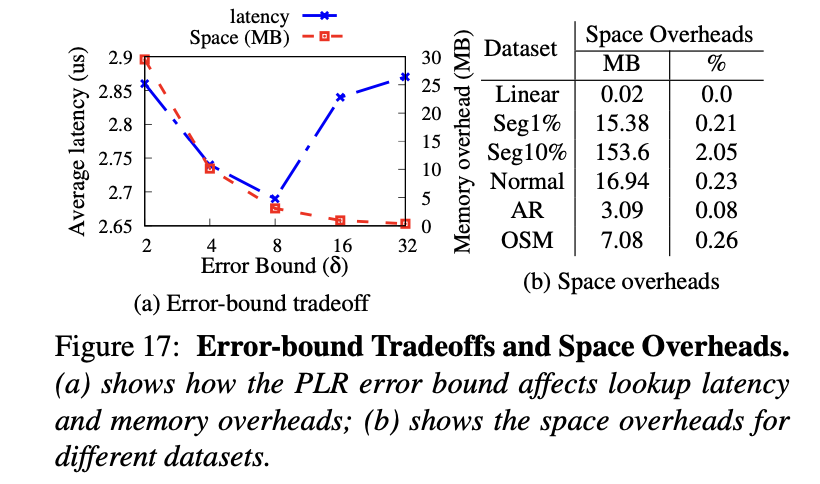 latency
Space (MB)
Average latency (us)
2.9
2.85
2.8
2.75
2.7
2.65
30
25
20
15
10
5
0
Memory overhead (MB)
2 4 8 16 32
Error Bound (δ)
(a) Error-bound tradeoff
Dataset Space Overheads
MB %
Linear 0.02 0.0
Seg1% 15.38 0.21
Seg10% 153.6 2.05
Normal 16.94 0.23
AR 3.09 0.08
OSM 7.08 0.26
(b) Space overheads
Figure 17: Error-bound Tradeoffs and Space Overheads.
(a) shows how the PLR error bound affects lookup latency
and memory overheads; (b) shows the space overheads for
different datasets.